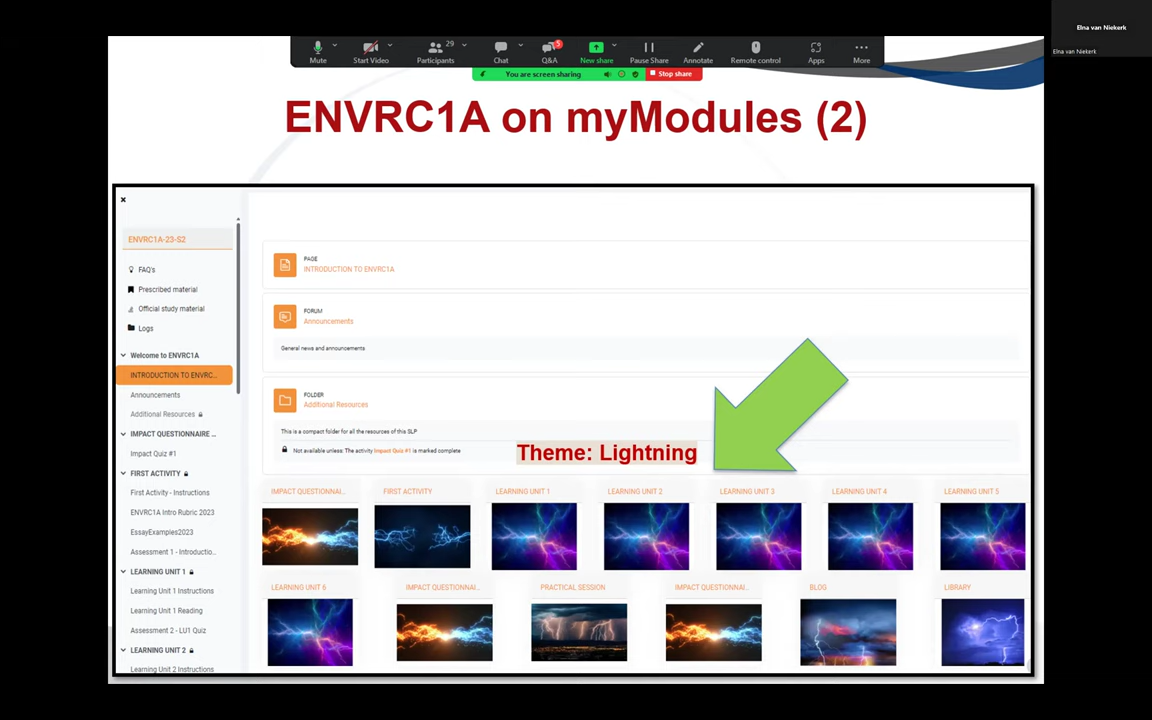 Elna van Niekerk
Elna van Niekerk
29
5
Mute
Start Video
Participants
Chat
Q&A
New share
Pause Share
Annotate
Remote control
Apps
More
You are screen sharing
Stop share
ENVRC1A on myModules (2)
ENVRC1A-23-S2
FAQ's
Prescribed material
Official study material
Logs
Welcome to ENVRC1A
INTRODUCTION TO ENVRC...
Announcements
Additional Resources
IMPACT QUESTIONNAIRE ...
Impact Quiz #1
FIRST ACTIVITY
First Activity - Instructions
ENVRC1A Intro Rubric 2023
EssayExamples2023
Assessment 1 - Introductio..
LEARNING UNIT 1
Learning Unit 1 Instructions
Learning Unit 1 Reading
Assessment 2 - LU1 Quiz
LEARNING UNIT 2
Learning Unit 2 Instructions
PAGE
INTRODUCTION TO ENVRC1A
FORUM
Announcements
General news and announcements
FOLDER
Additional Resources
This is a compact folder for all the resources of this SLP
Not available unless: The activity Impact Quiz #1 is marked complete
Theme: Lightning
IMPACT QUESTIONNAI...
FIRST ACTIVITY
LEARNING UNIT 1
LEARNING UNIT 2
LEARNING UNIT 3
LEARNING UNIT 4
LEARNING UNIT 5
LEARNING UNIT 6
IMPACT QUESTIONNAI...
PRACTICAL SESSION
IMPACT QUESTIONNAI...
BLOG
LIBRARY